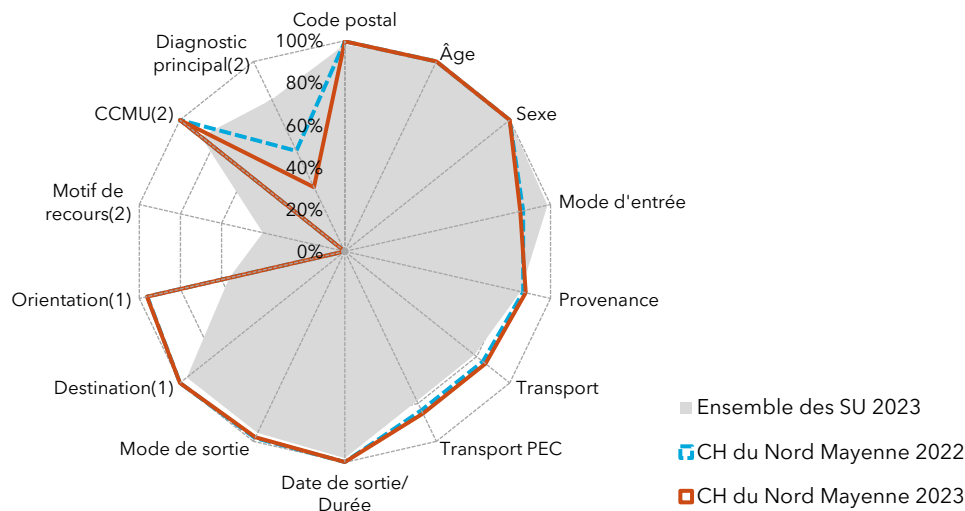 Code postal
100%
Diagnostic
principal(2)
Âge
80%
CCMU(2)
Sexe
60%
40%
Motif de
recours(2)
20%
Mode d'entrée
0%
Orientation(1)
Provenance
Destination(1)
Transport
Mode de sortie
Transport PEC
Date de sortie/
Durée
Ensemble des SU 2023
CH du Nord Mayenne 2022
CH du Nord Mayenne 2023